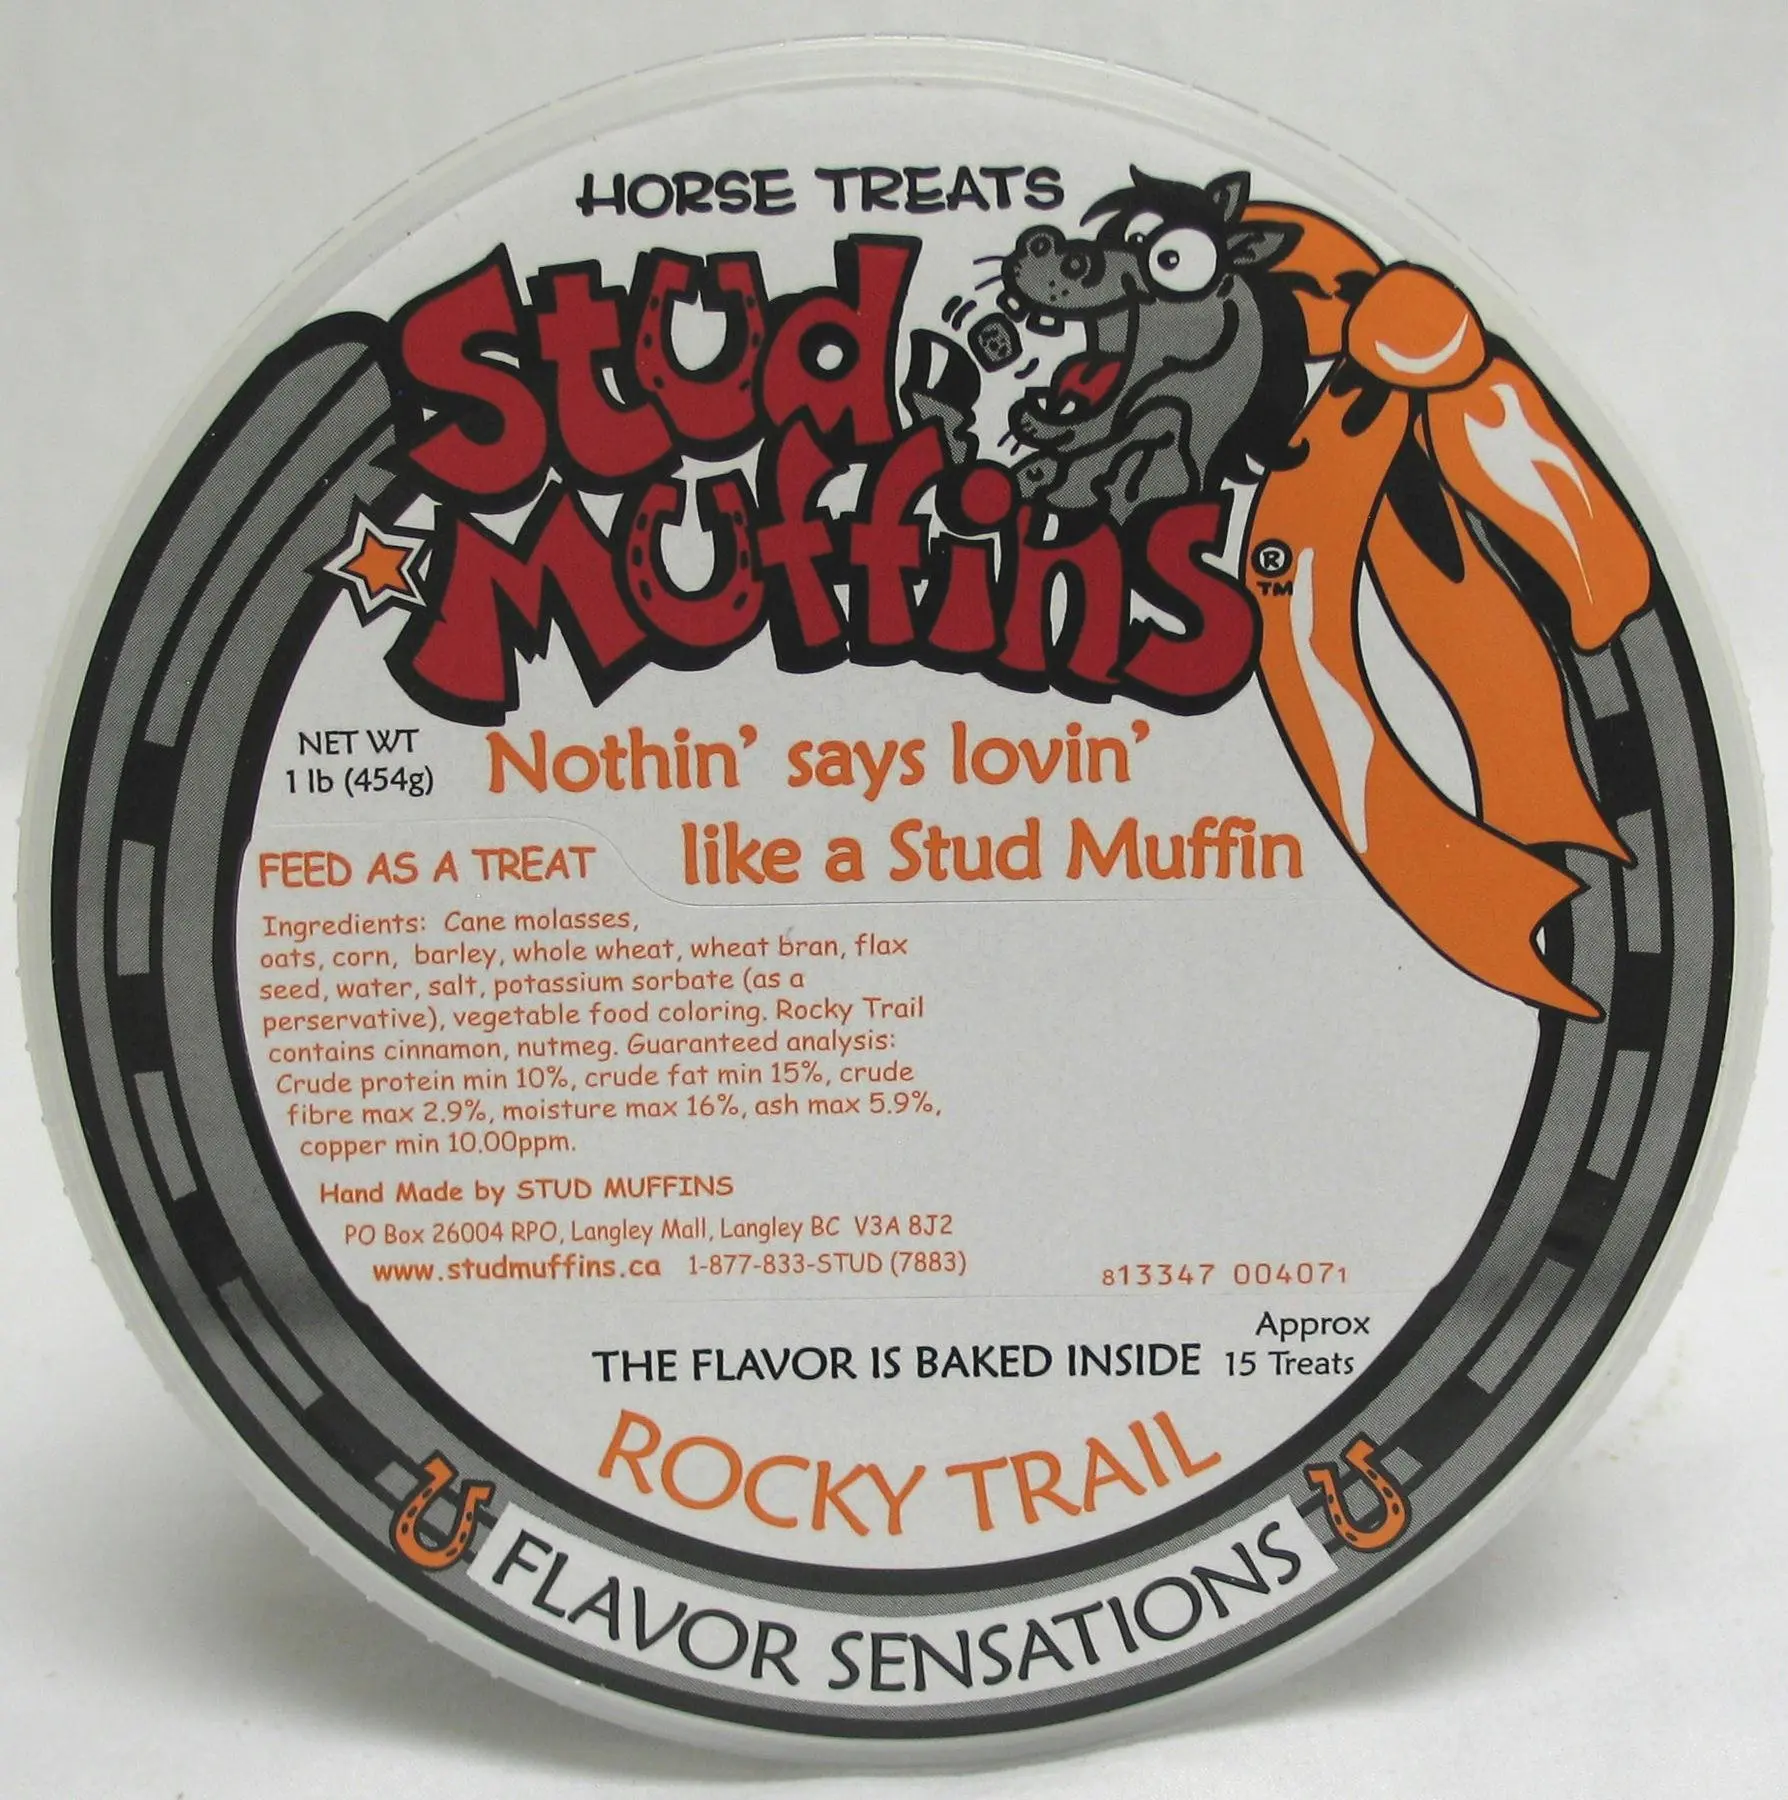 HORSE TREATS
Stud
Muffins
®
TM
NET WT
1 lb (454g)
Nothin' says lovin'
like a Stud Muffin
FEED AS A TREAT
Ingredients: Cane molasses,
oats, corn, barley, whole wheat, wheat bran, flax
seed, water, salt, potassium sorbate (as a
perservative), vegetable food coloring. Rocky Trail
contains cinnamon, nutmeg. Guaranteed analysis:
Crude protein min 10%, crude fat min 15%, crude
fibre max 2.9%, moisture max 16%, ash max 5.9%,
copper min 10.00ppm.
Hand Made by STUD MUFFINS
PO Box 26004 RPO, Langley Mall, Langley BC V3A 8J2
www.studmuffins.ca 1-877-833-STUD (7883)
813347 004071
Approx
15 Treats
THE FLAVOR IS BAKED INSIDE
ROCKY TRAIL
FLAVOR SENSATIONS